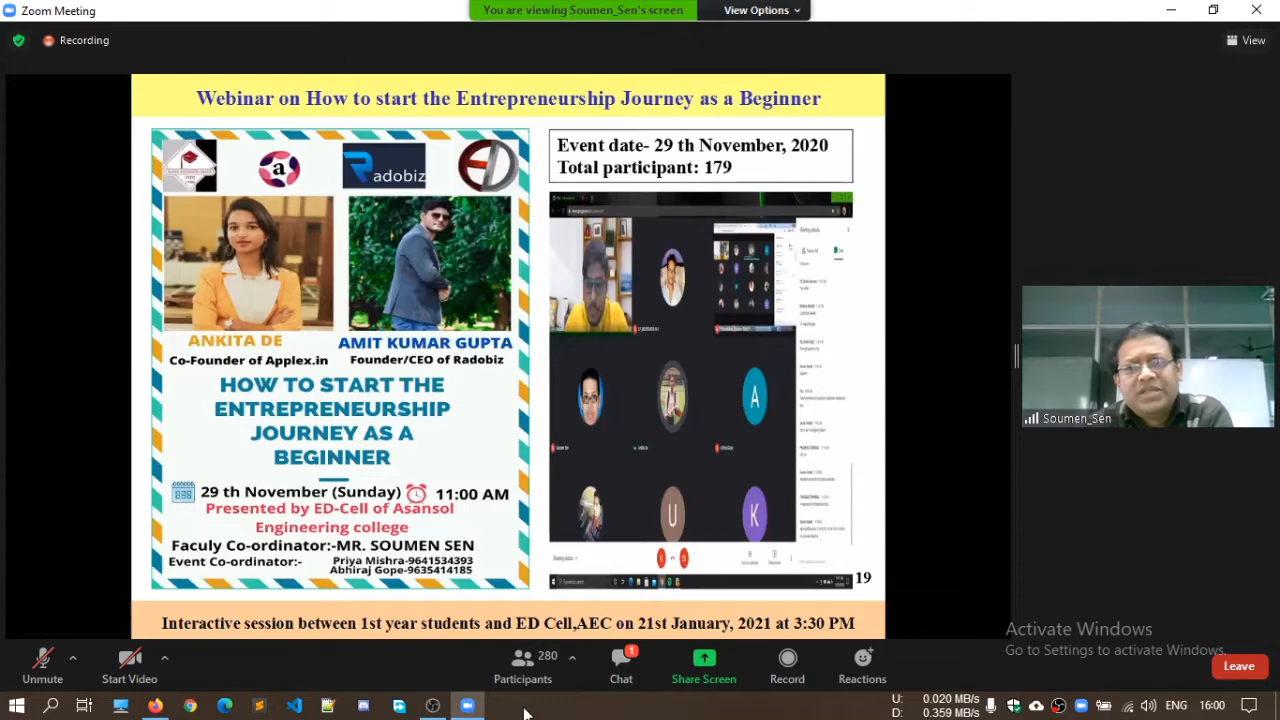 Zoom Meeting
You are viewing Soumen_Sen's screen
View Options
Recording
View
Webinar on How to start the Entrepreneurship Journey as a Beginner
Event date- 29 th November, 2020
Total participant: 179
a
Radobiz
ED
ANKITA DE
Co-Founder of Applex.in
AMIT KUMAR GUPTA
Founder/CEO of Radobiz
HOW TO START THE
ENTREPRENEURSHIP
JOURNEY AS A
BEGINNER
29 th November (Sunday)
11:00 AM
Presented by ED-Cell of Asansol
Engineering college
Faculy Co-ordinator:-MR. SOUMEN SEN
Event Co-ordinator:-
Priya Mishra-9641534393
Abhiraj Gope-9635414185
A
U
K
19
Interactive session between 1st year students and ED Cell,AEC on 21st January, 2021 at 3:30 PM
Soumen_Sen
Activate Windows
Go to Settings to activate Windows.
Unmute
Start Video
280
Participants
1
Chat
Share Screen
Record
Reactions
Leave
U: 0.020 MB/s
D: 0.359 MB/s
ENG
16:00